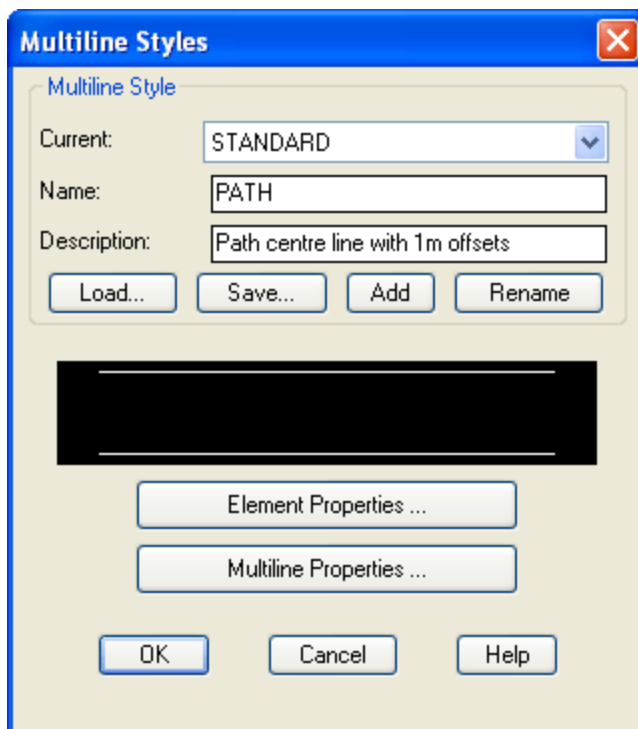 Multiline Styles
Multiline Style
Current: STANDARD
Name: PATH
Description: Path centre line with 1m offsets
Load... Save... Add Rename
Element Properties ...
Multiline Properties ...
OK Cancel Help